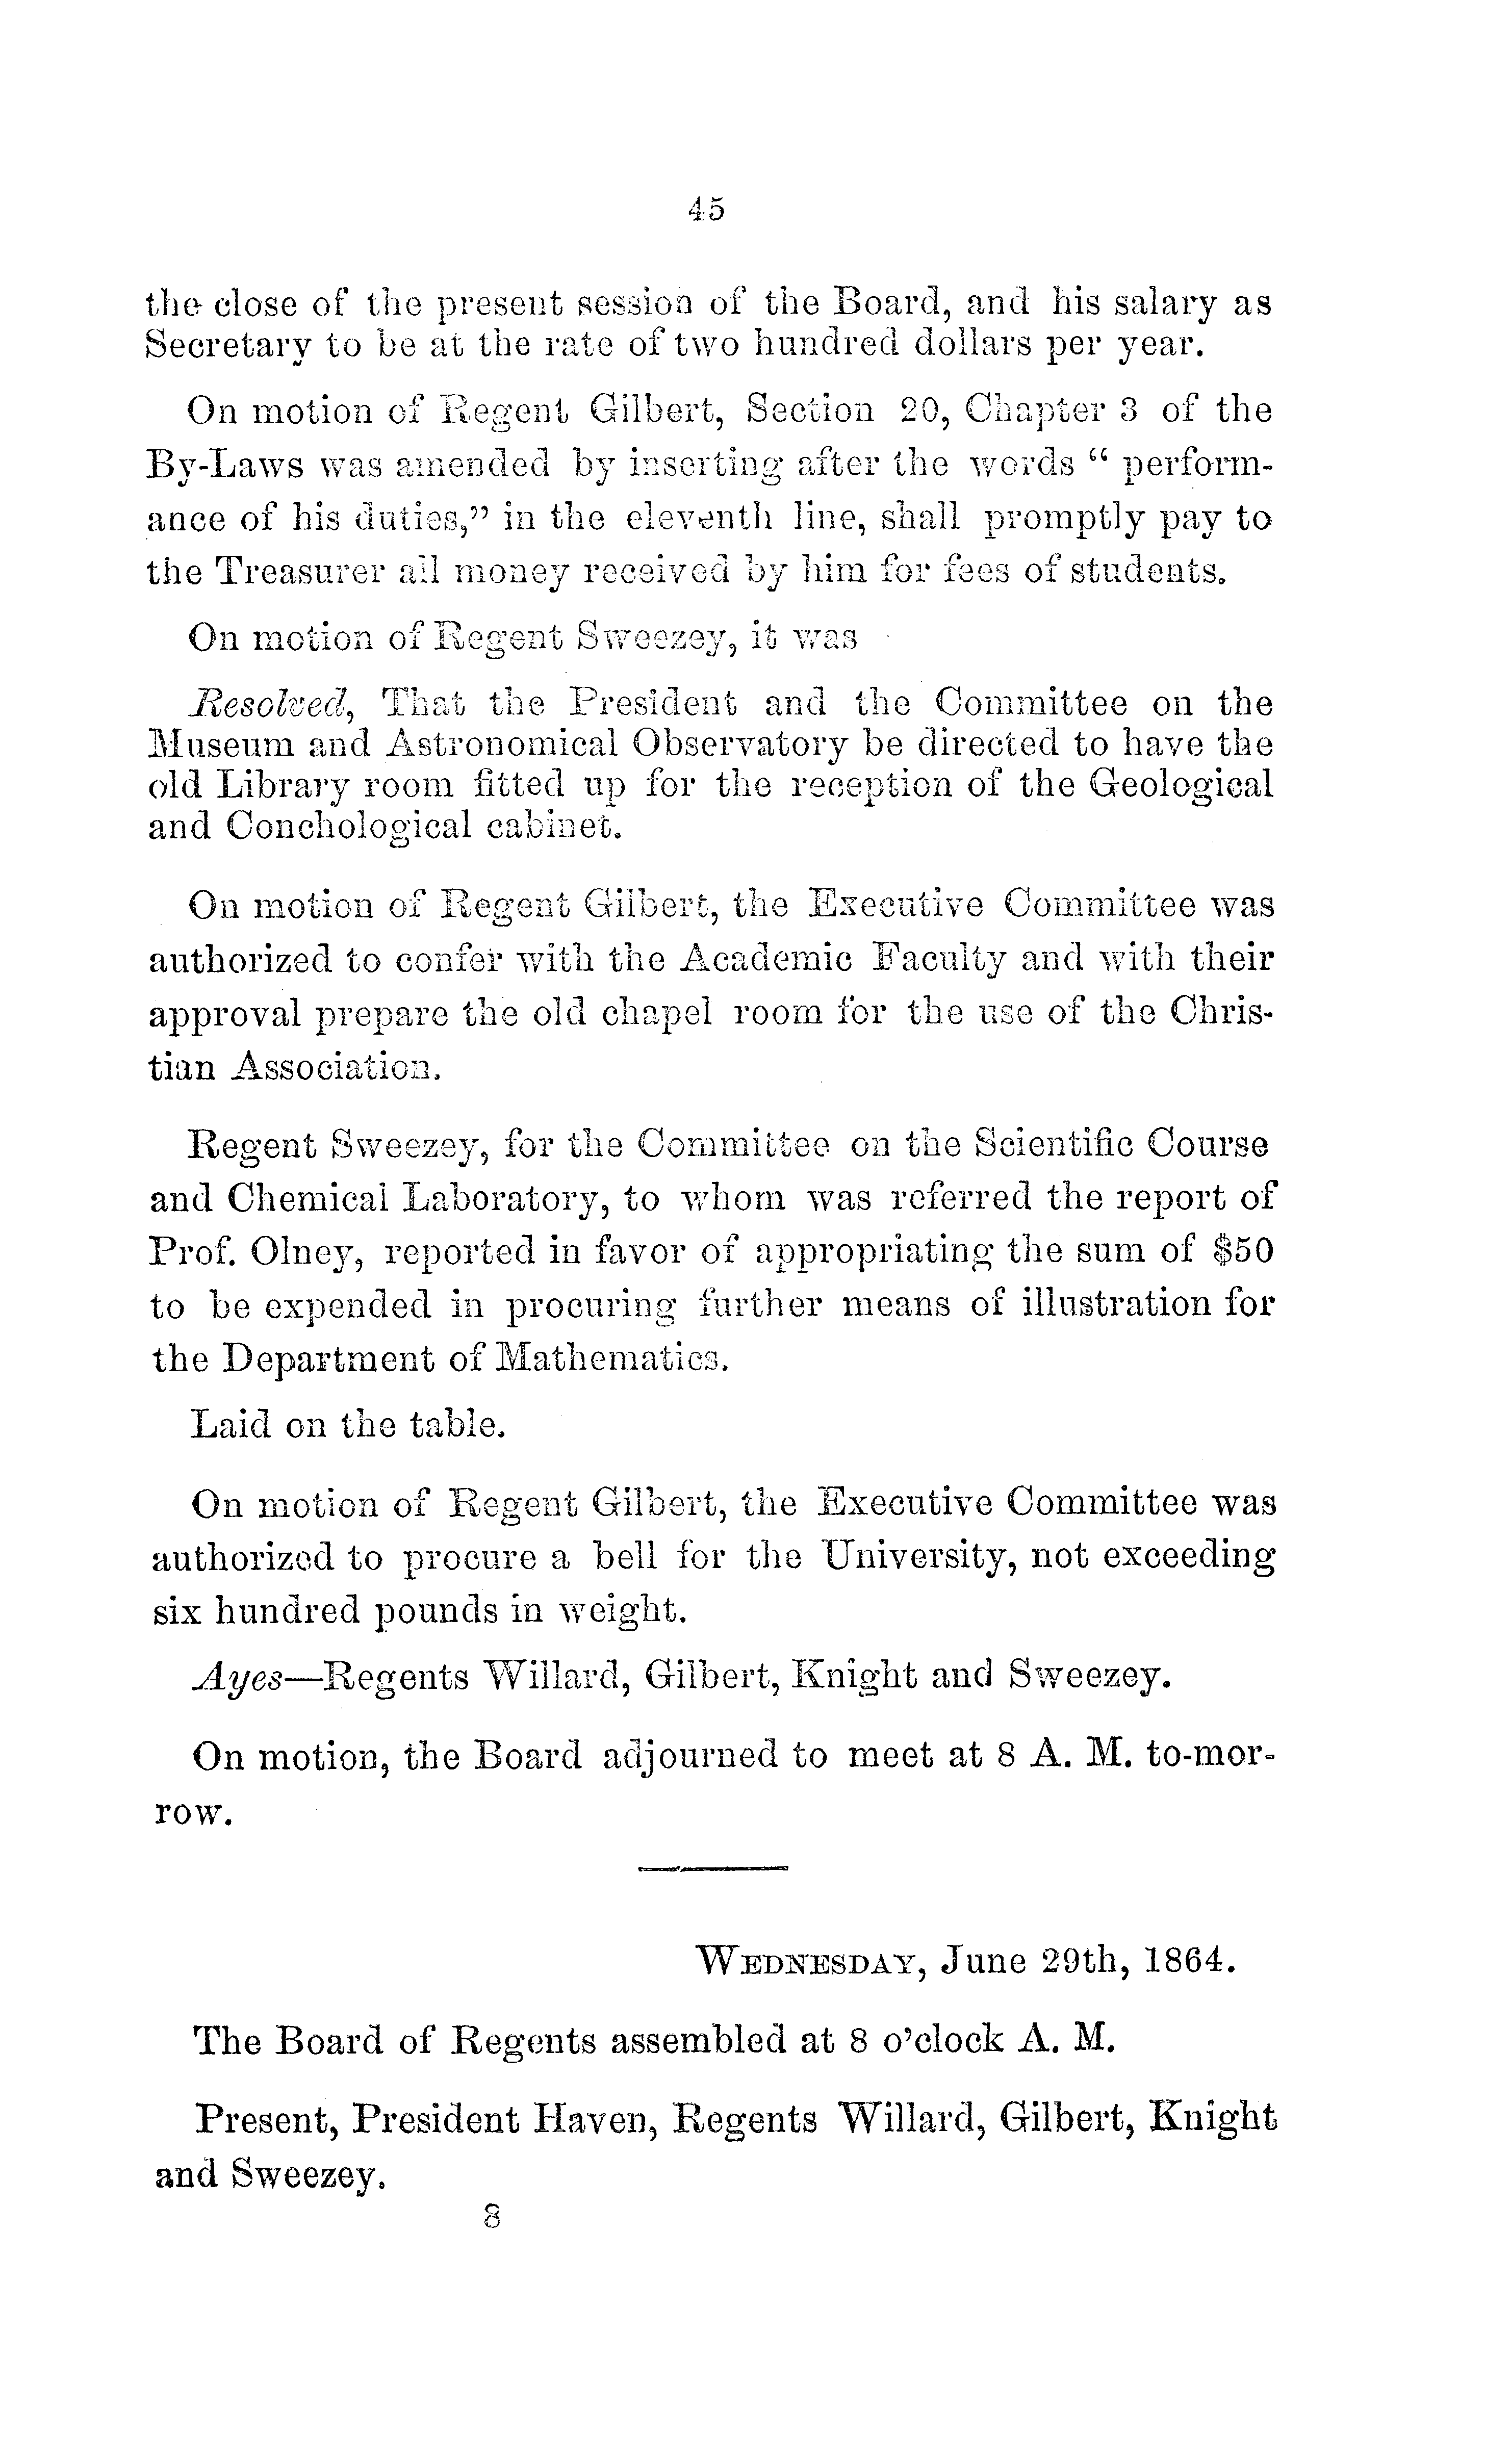 45
the close of the present session of the Board, and his salary as
Secretary to be at the rate of two hundred dollars per year.
On motion of Regent Gilbert, Section 20, Chapter 3 of the
By-Laws was amended by inserting after the words “ perform-
ance of his duties,” in the eleventh line, shall promptly pay to
the Treasurer all money received by him for fees of students.
On motion of Regent Sweezey, it was
Resolved, That the President and the Committee on the
Museum and Astronomical Observatory be directed to have the
old Library room fitted up for the reception of the Geological
and Conchological cabinet.
On motion of Regent Gilbert, the Executive Committee was
authorized to confer with the Academic Faculty and with their
approval prepare the old chapel room for the use of the Chris-
tian Association.
Regent Sweezey, for the Committee on the Scientific Course
and Chemical Laboratory, to whom was referred the report of
Prof. Olney, reported in favor of appropriating the sum of $50
to be expended in procuring further means of illustration for
the Department of Mathematics.
Laid on the table.
On motion of Regent Gilbert, the Executive Committee was
authorized to procure a bell for the University, not exceeding
six hundred pounds in weight.
Ayes—Regents Willard, Gilbert, Knight and Sweezey.
On motion, the Board adjourned to meet at 8 A. M. to-mor-
row.
WEDNESDAY, June 29th, 1864.
The Board of Regents assembled at 8 o’clock A. M.
Present, President Haven, Regents Willard, Gilbert, Knight
and Sweezey.
8